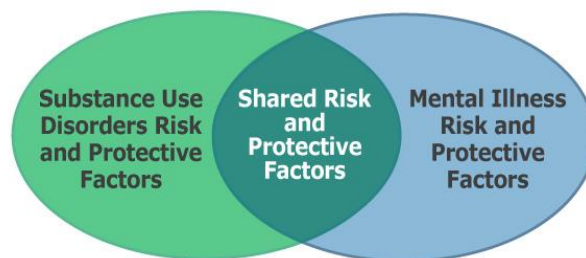 Substance Use
Disorders Risk
and Protective
Factors
Shared Risk
and
Protective
Factors
Mental Illness
Risk and
Protective
Factors